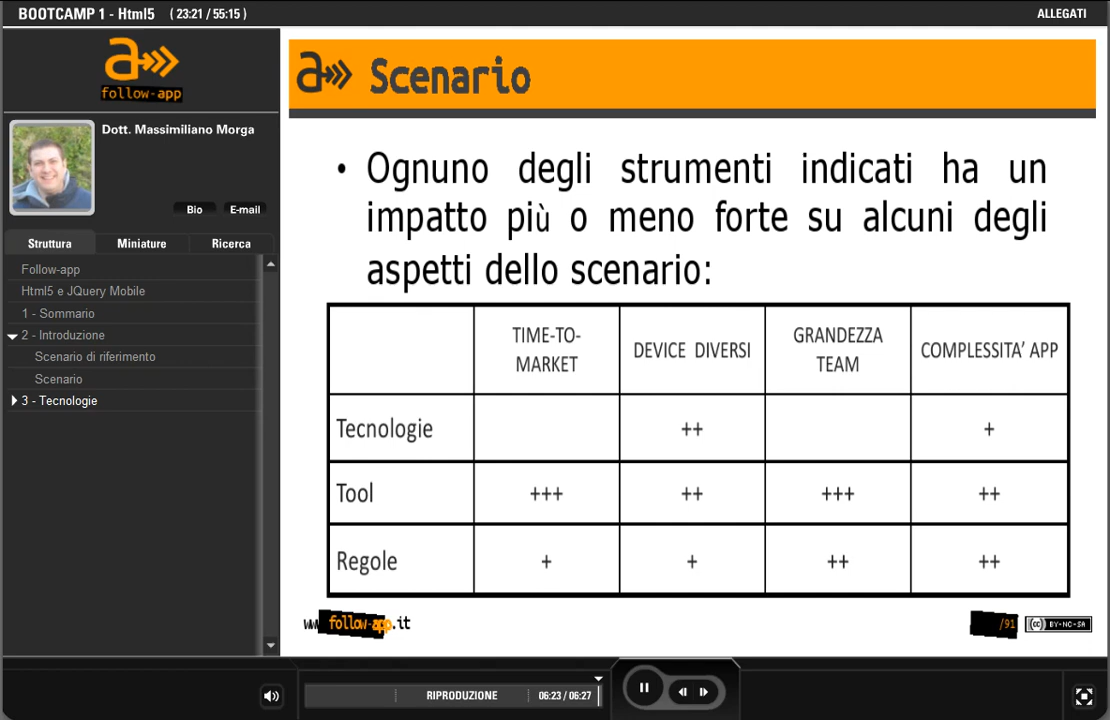 BOOTCAMP 1 - Html5 ( 23:21 / 55:15 )
ALLEGATI
a
follow-app
Dott. Massimiliano Morga
Bio
E-mail
Struttura
Miniature
Ricerca
Follow-app
Html5 e JQuery Mobile
1 - Sommario
2 - Introduzione
Scenario di riferimento
Scenario
3 - Tecnologie
a Scenario
• Ognuno degli strumenti indicati ha un
impatto più o meno forte su alcuni degli
aspetti dello scenario:
TIME-TO-
MARKET
DEVICE DIVERSI
GRANDEZZA
TEAM
COMPLESSITA’ APP
Tecnologie ++ +
Tool +++ ++ +++ ++
Regole + + ++ ++
www.follow-app.it
/91
(cc) BY-NC-SA
RIPRODUZIONE 06:23 / 06:27